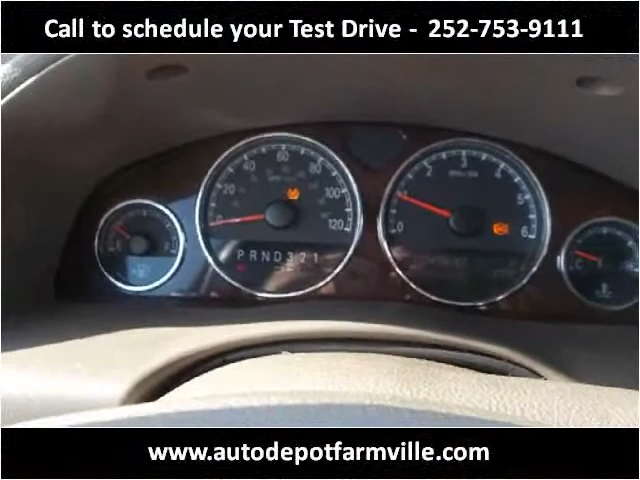 Call to schedule your Test Drive - 252-753-9111
0 20 40 60 80 100 120
0 1 2 3 4 5 6
E F
P R N D 3 2 1
C
www.autodepotfarmville.com